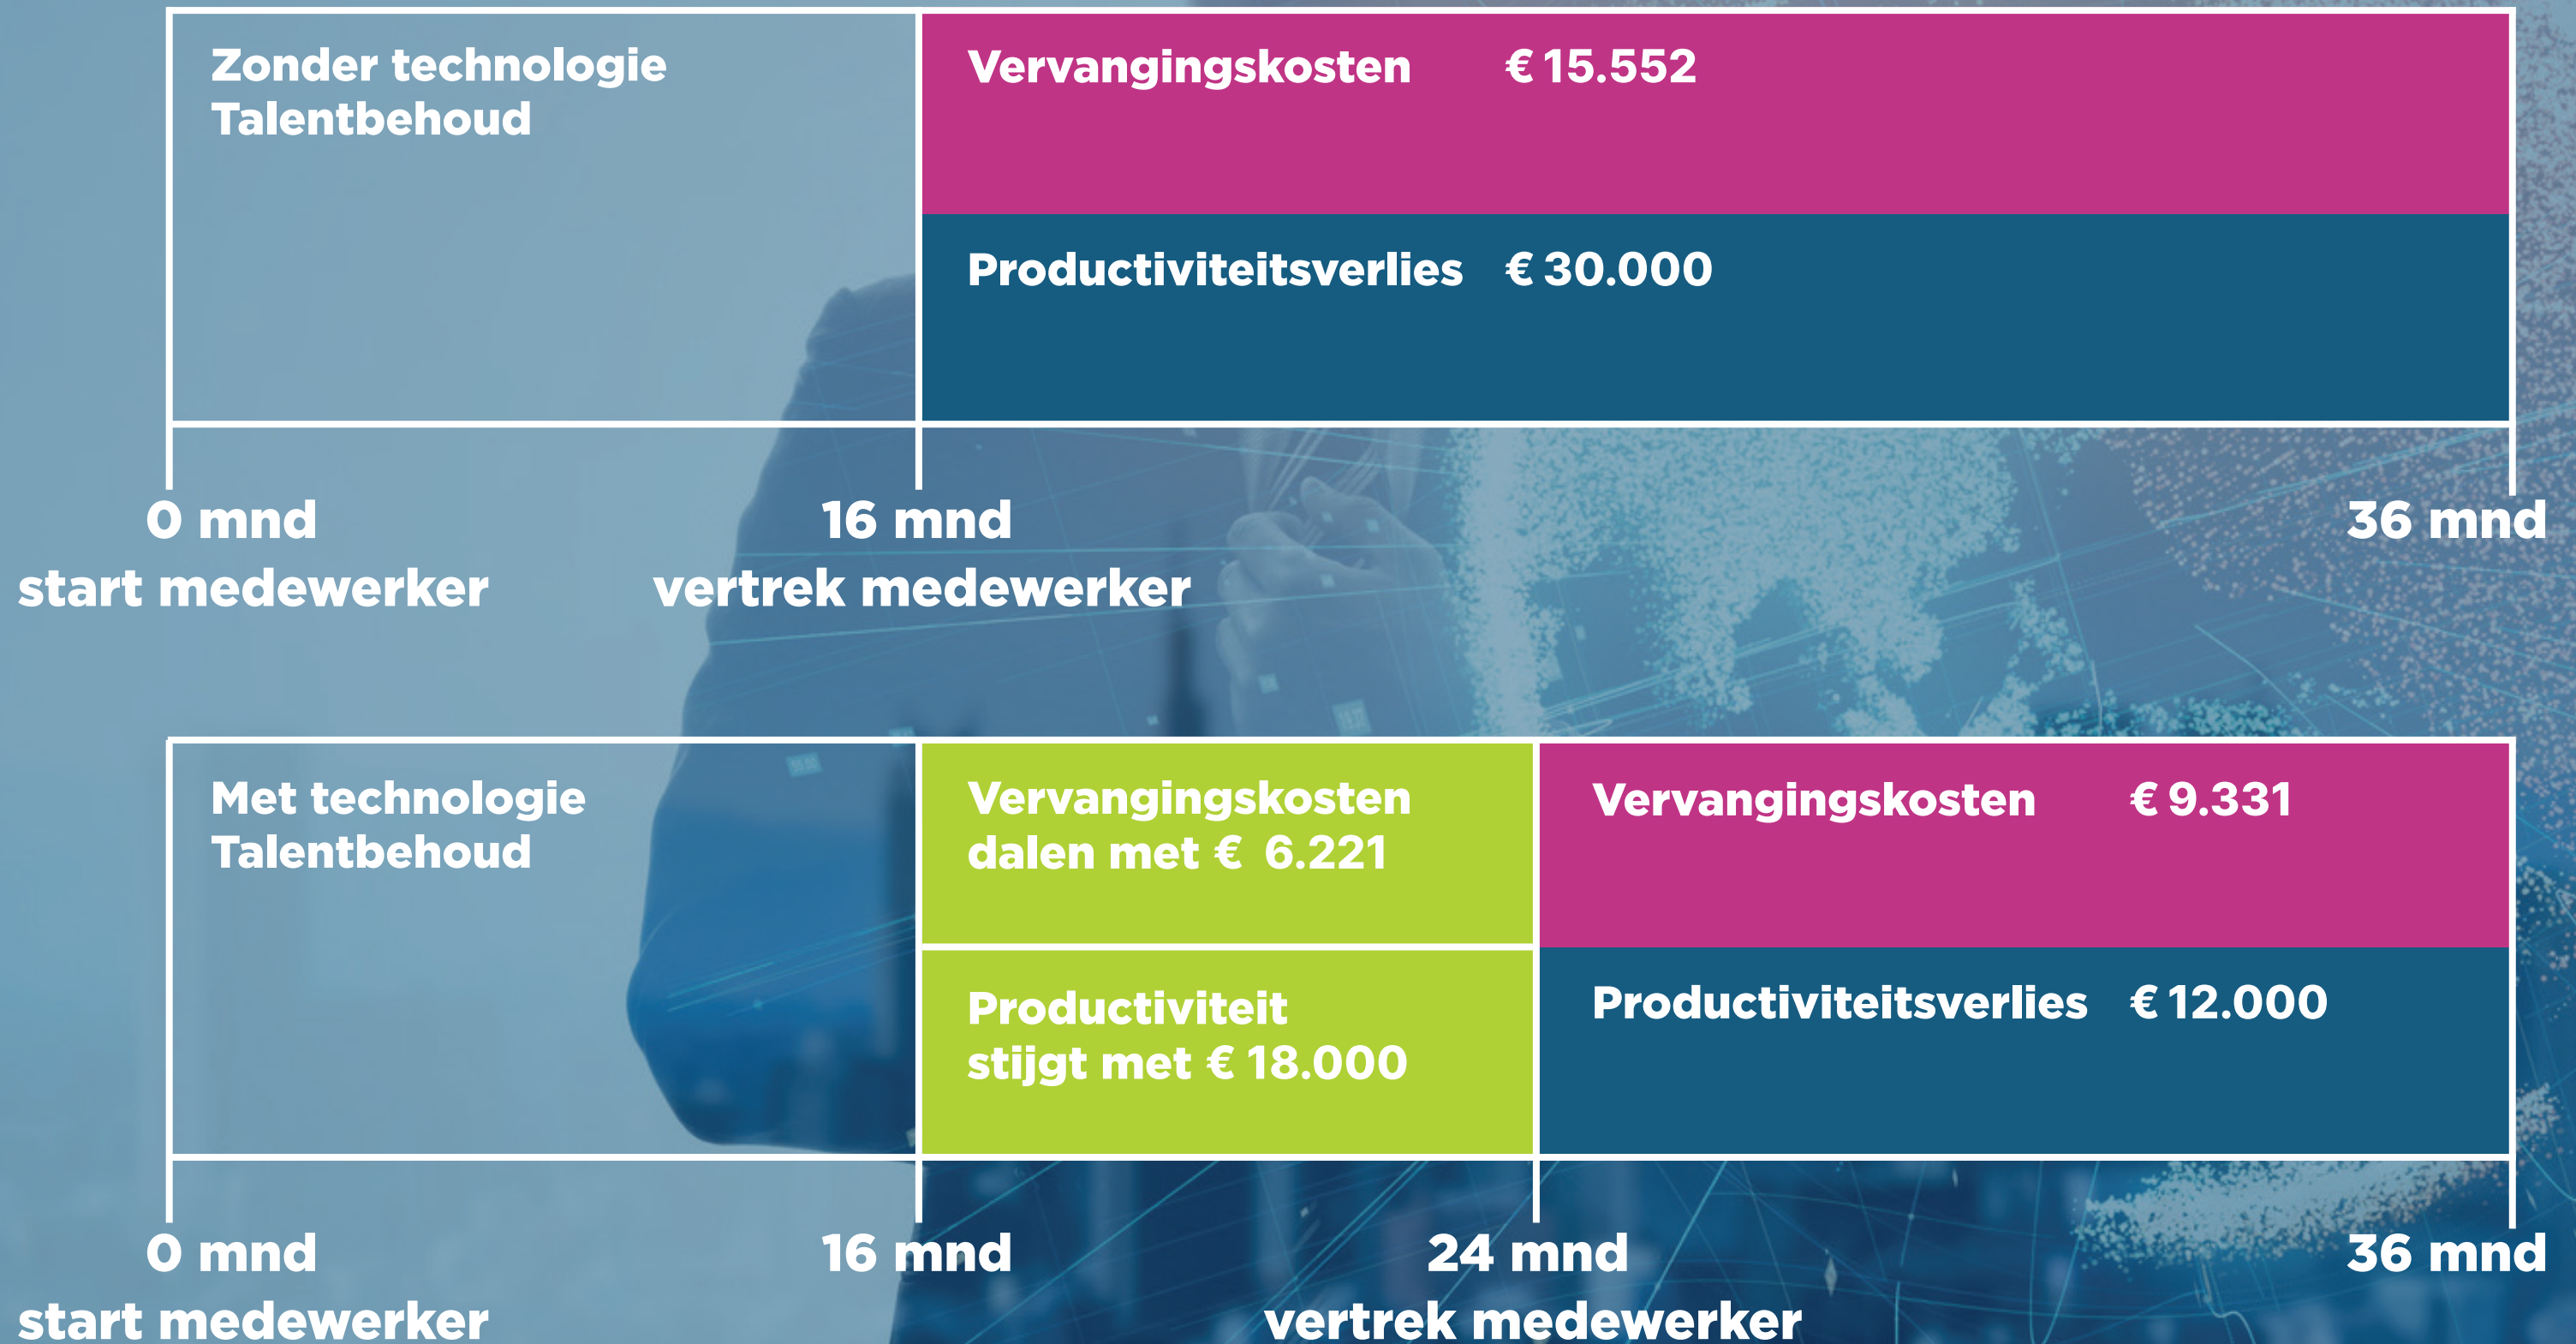 Zonder technologie
Talentbehoud
Vervangingskosten € 15.552
Productiviteitsverlies € 30.000
0 mnd
start medewerker
16 mnd
vertrek medewerker
36 mnd
Met technologie
Talentbehoud
Vervangingskosten
dalen met € 6.221
Productiviteit
stijgt met € 18.000
Vervangingskosten € 9.331
Productiviteitsverlies € 12.000
0 mnd
start medewerker
16 mnd
24 mnd
vertrek medewerker
36 mnd